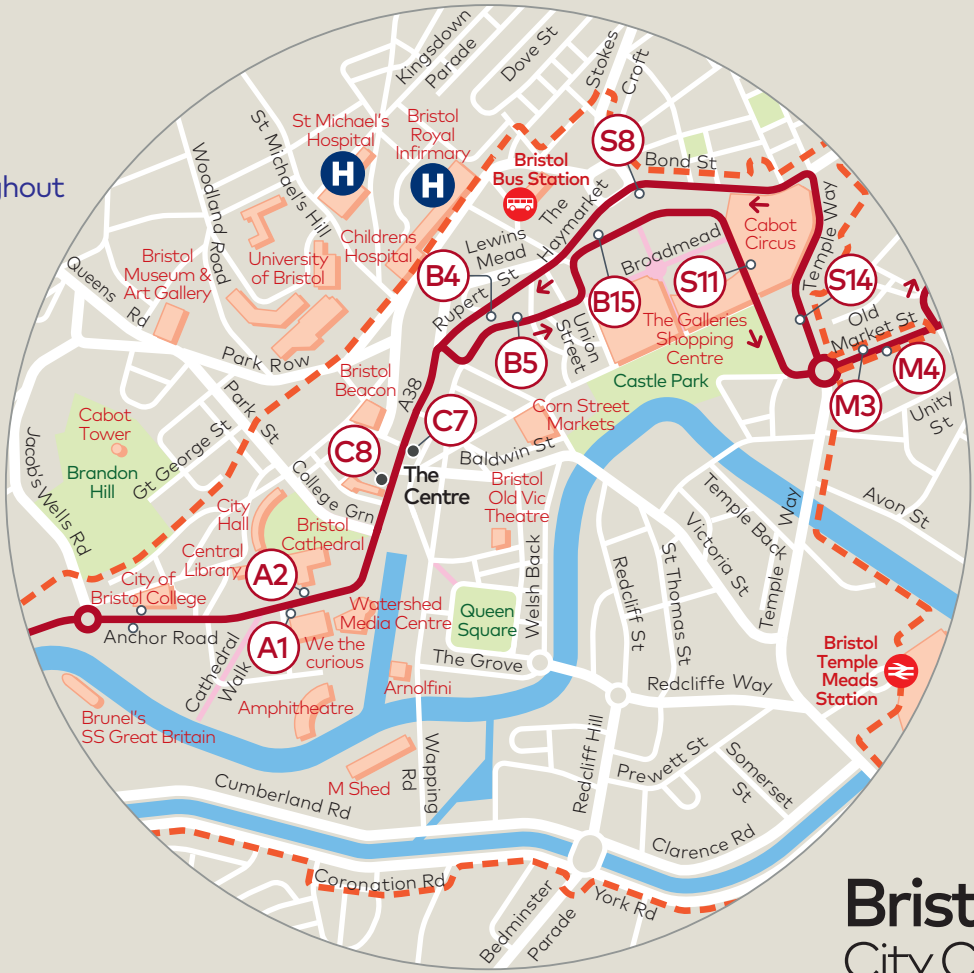 ghout
Kingsdown
Parade
Dove St
Stokes
Croft
St Michael's
Hospital
Bristol
Royal
Infirmary
H
H
St Michael's Hill
Woodland Road
S8
Bond St
Bristol
Bus Station
The
Haymarket
Lewins
Mead
Childrens
Hospital
University
of Bristol
Bristol
Museum &
Art Gallery
Queens
Rd
B4
Rupert St
Broadmead
Cabot
Circus
Temple Way
S11
B15
S14
Old
Market St
The Galleries
Shopping
Centre
Union
Street
B5
M4
M3
Unity
St
Park Row
Bristol
Beacon
A38
Castle Park
Park St
Cabot
Tower
Brandon
Hill
Gt George St
Jacob's Wells Rd
C7
C8
The
Centre
Corn Street
Markets
Baldwin St
College Grn
City
Hall
Bristol
Cathedral
Central
Library
Bristol
Old Vic
Theatre
Temple Back
Victoria St
Temple Way
Avon St
St Thomas St
Redcliff St
Welsh Back
A2
City of
Bristol College
Anchor Road
A1
We the
curious
Watershed
Media Centre
Queen
Square
Cathedral
Walk
The Grove
Redcliffe Way
Bristol
Temple
Meads
Station
Arnolfini
Amphitheatre
Brunel's
SS Great Britain
M Shed
Wapping
Rd
Redcliff Hill
Prewett St
Somerset
St
Cumberland Rd
Clarence Rd
Coronation Rd
York Rd
Bedminster
Parade
Brist
City C